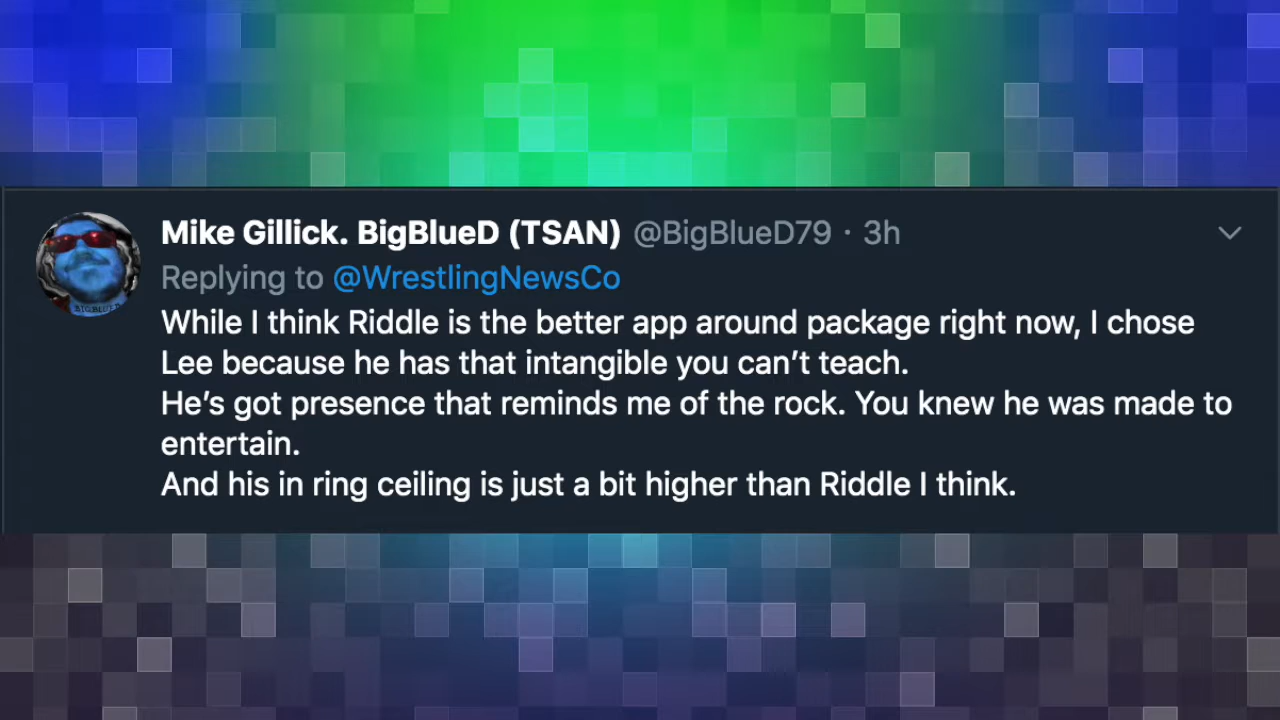 Mike Gillick. BigBlueD (TSAN) @BigBlueD79 · 3h
Replying to @WrestlingNewsCo
While I think Riddle is the better app around package right now, I chose
Lee because he has that intangible you can’t teach.
He’s got presence that reminds me of the rock. You knew he was made to
entertain.
And his in ring ceiling is just a bit higher than Riddle I think.
BIGBLUED